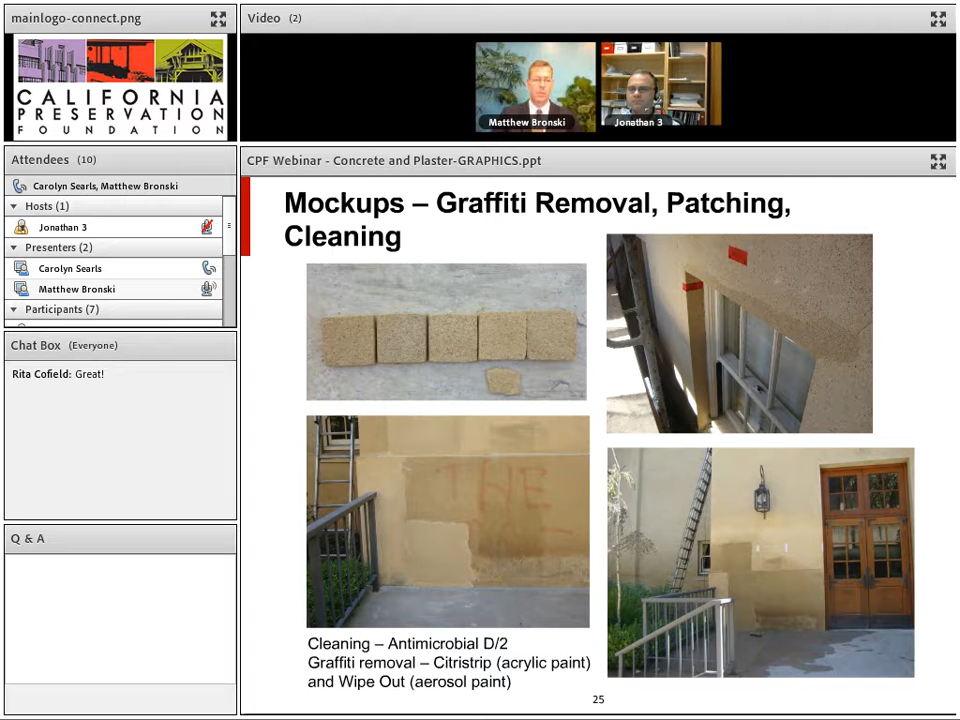 mainlogo-connect.png
CALIFORNIA
PRESERVATION
FOUNDATION
Attendees (10)
Carolyn Searls, Matthew Bronski
Hosts (1)
Jonathan 3
Presenters (2)
Carolyn Searls
Matthew Bronski
Participants (7)
Chat Box (Everyone)
Rita Cofield: Great!
Q & A
Video (2)
Matthew Bronski
Jonathan 3
CPF Webinar - Concrete and Plaster-GRAPHICS.ppt
Mockups – Graffiti Removal, Patching,
Cleaning
THE
Cleaning – Antimicrobial D/2
Graffiti removal – Citristrip (acrylic paint)
and Wipe Out (aerosol paint)
25